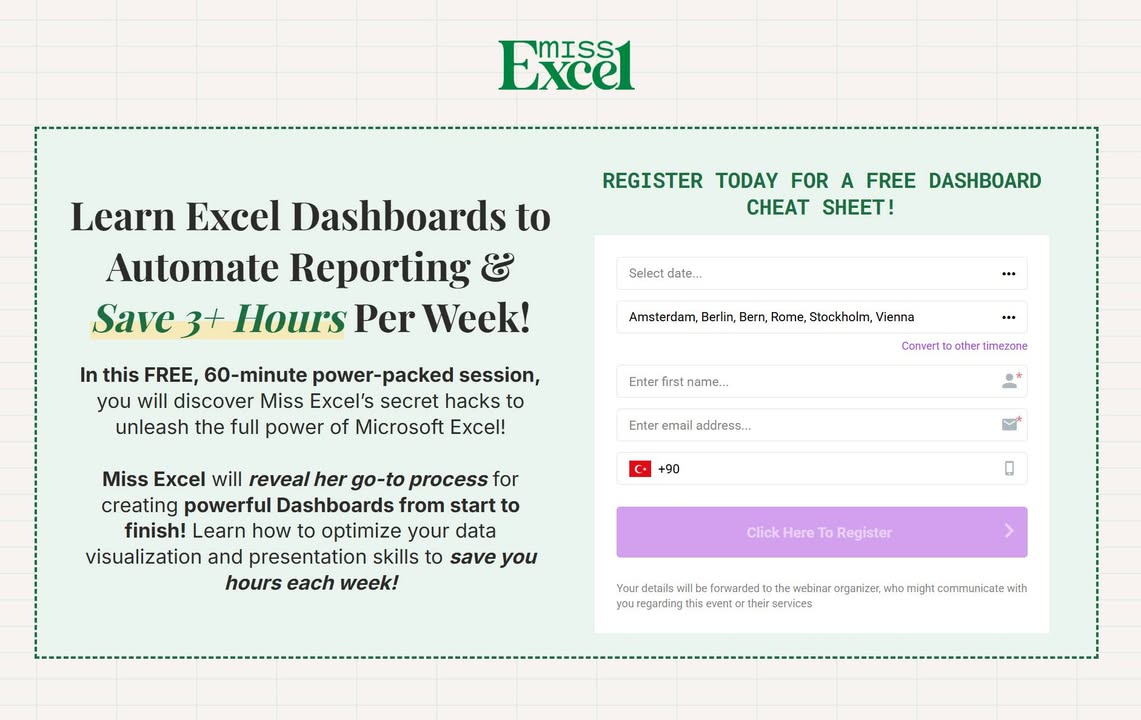 MISS
Excel
Learn Excel Dashboards to
Automate Reporting &
Save 3+ Hours Per Week!
In this FREE, 60-minute power-packed session,
you will discover Miss Excel’s secret hacks to
unleash the full power of Microsoft Excel!
Miss Excel will reveal her go-to process for
creating powerful Dashboards from start to
finish! Learn how to optimize your data
visualization and presentation skills to save you
hours each week!
REGISTER TODAY FOR A FREE DASHBOARD
CHEAT SHEET!
Select date...
Amsterdam, Berlin, Bern, Rome, Stockholm, Vienna
Convert to other timezone
Enter first name...
*
Enter email address...
*
+90
Click Here To Register
Your details will be forwarded to the webinar organizer, who might communicate with
you regarding this event or their services